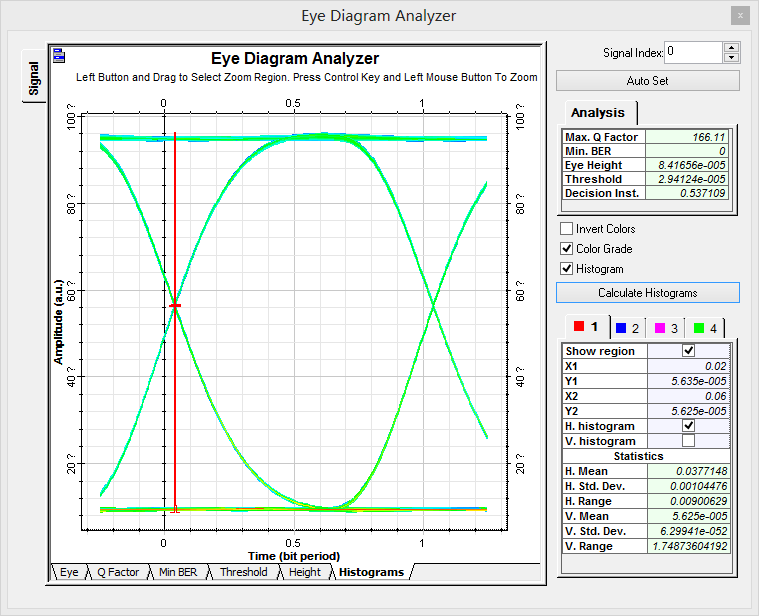 Eye Diagram Analyzer
x
Signal
Eye Diagram Analyzer
Left Button and Drag to Select Zoom Region. Press Control Key and Left Mouse Button To Zoom
0 0.5 1
100 ?
80 ?
60 ?
40 ?
20 ?
Amplitude (a.u.)
100 ?
80 ?
60 ?
40 ?
20 ?
0 0.5 1
Time (bit period)
Eye Q Factor Min BER Threshold Height Histograms
Signal Index: 0
Auto Set
Analysis
Max. Q Factor 166.11
Min. BER 0
Eye Height 8.41656e-005
Threshold 2.94124e-005
Decision Inst. 0.537109
Invert Colors
Color Grade
Histogram
Calculate Histograms
1 2 3 4
Show region
X1 0.02
Y1 5.635e-005
X2 0.06
Y2 5.625e-005
H. histogram
V. histogram
Statistics
H. Mean 0.0377148
H. Std. Dev. 0.00104476
H. Range 0.00900629
V. Mean 5.625e-005
V. Std. Dev. 6.29941e-052
V. Range 1.74873604192